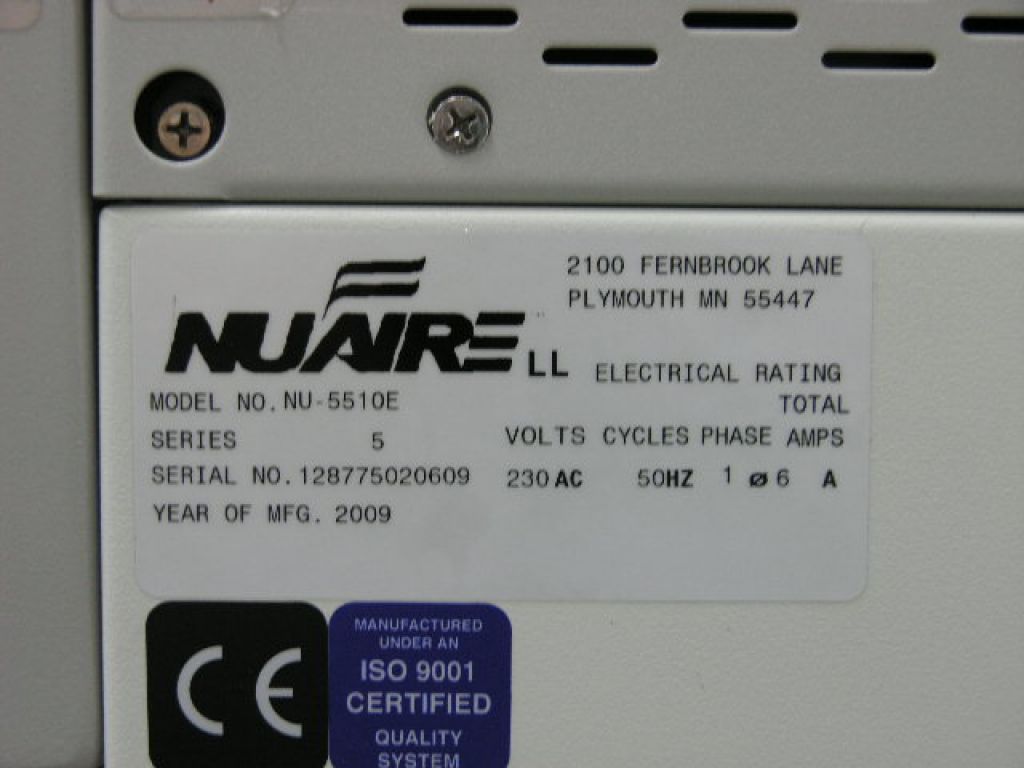 NUAIRE LL
2100 FERNBROOK LANE
PLYMOUTH MN 55447
MODEL NO. NU-5510E
SERIES 5
SERIAL NO. 128775020609
YEAR OF MFG. 2009
ELECTRICAL RATING
TOTAL
VOLTS CYCLES PHASE AMPS
230 AC 50HZ 1 ø 6 A
CE
MANUFACTURED
UNDER AN
ISO 9001
CERTIFIED
QUALITY
SYSTEM